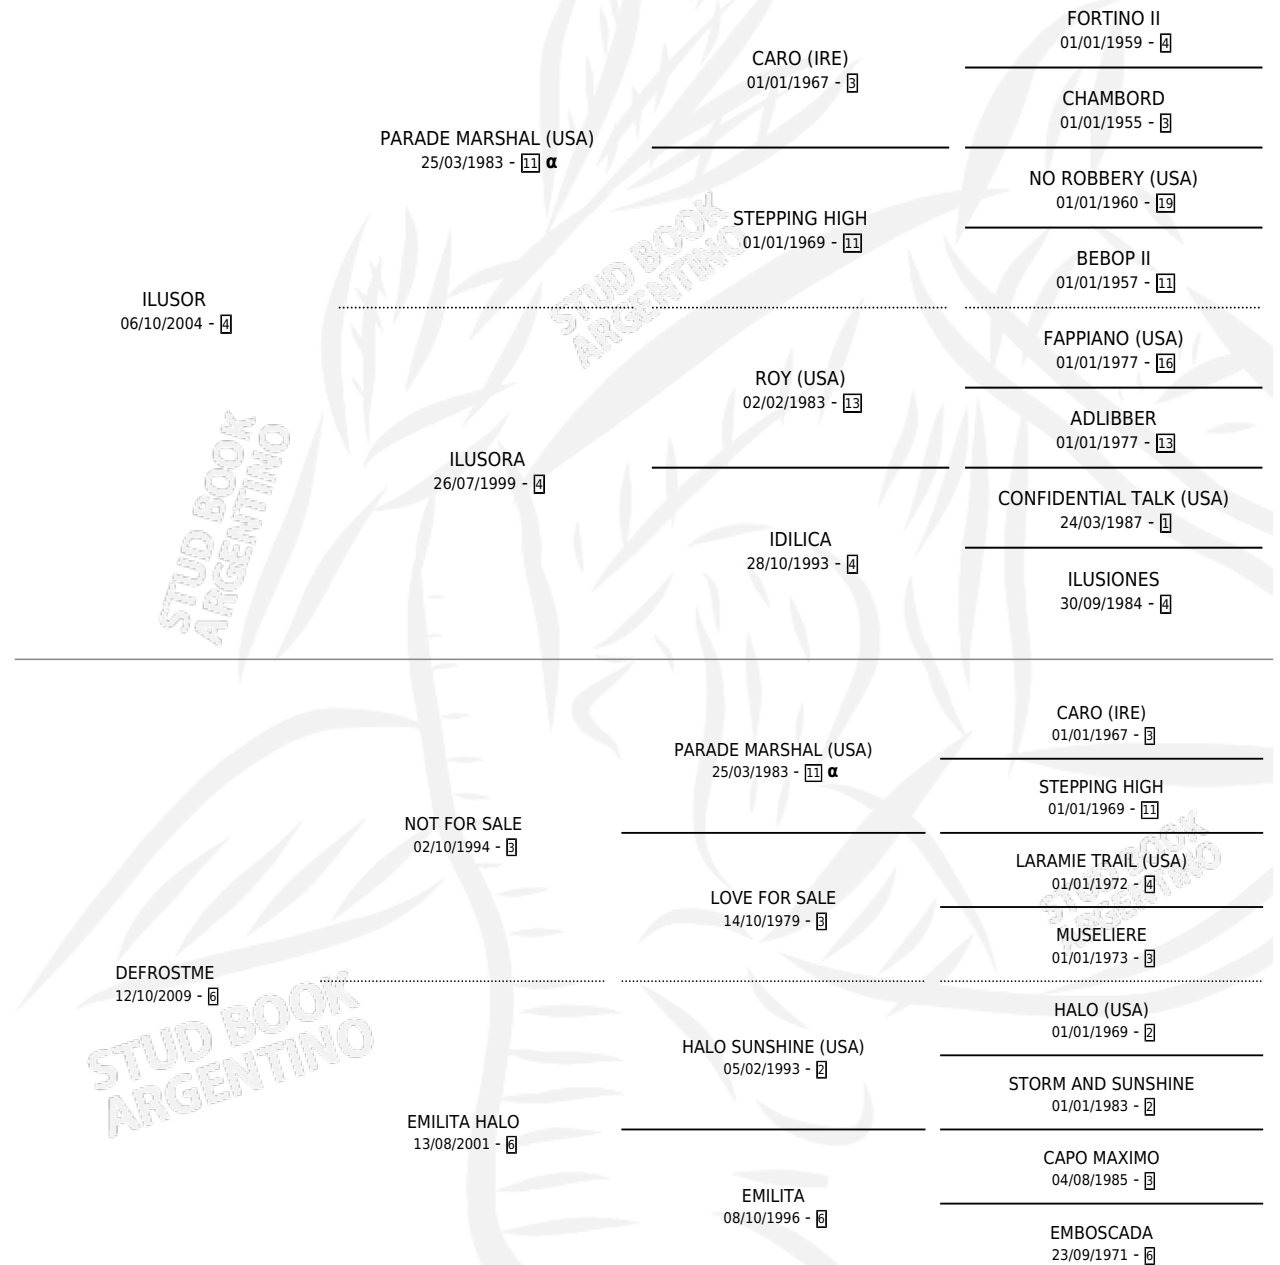 FORTINO II
01/01/1959 - 4
CARO (IRE)
01/01/1967 - 3
CHAMBORD
01/01/1955 - 3
PARADE MARSHAL (USA)
25/03/1983 - 11 α
NO ROBBERY (USA)
01/01/1960 - 19
STEPPING HIGH
01/01/1969 - 11
BEBOP II
01/01/1957 - 11
ILUSOR
06/10/2004 - 4
FAPPIANO (USA)
01/01/1977 - 16
ROY (USA)
02/02/1983 - 13
ADLIBBER
01/01/1977 - 13
ILUSORA
26/07/1999 - 4
CONFIDENTIAL TALK (USA)
24/03/1987 - 1
IDILICA
28/10/1993 - 4
ILUSIONES
30/09/1984 - 4
CARO (IRE)
01/01/1967 - 3
PARADE MARSHAL (USA)
25/03/1983 - 11 α
STEPPING HIGH
01/01/1969 - 11
NOT FOR SALE
02/10/1994 - 3
LARAMIE TRAIL (USA)
01/01/1972 - 4
LOVE FOR SALE
14/10/1979 - 3
MUSELIERE
01/01/1973 - 3
DEFROSTME
12/10/2009 - 6
HALO (USA)
01/01/1969 - 2
HALO SUNSHINE (USA)
05/02/1993 - 2
STORM AND SUNSHINE
01/01/1983 - 2
EMILITA HALO
13/08/2001 - 6
CAPO MAXIMO
04/08/1985 - 3
EMILITA
08/10/1996 - 6
EMBOSCADA
23/09/1971 - 6
STUD BOOK
ARGENTINO
STUD BOOK
ARGENTINO
STUD BOOK
ARGENTINO
STUD BOOK
ARGENTINO